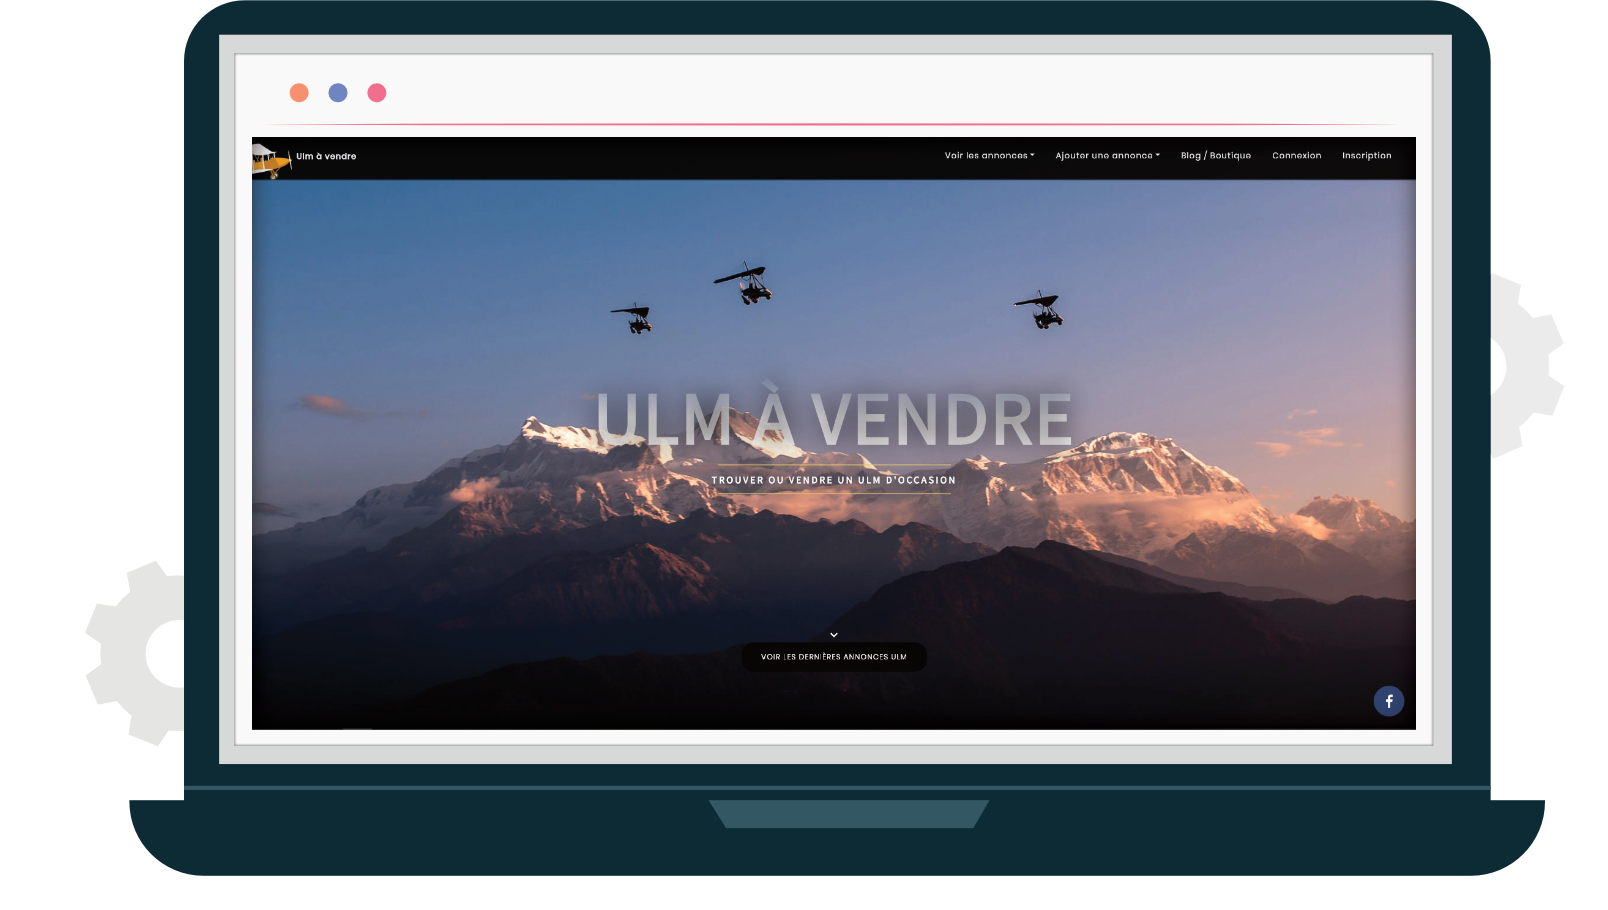 Ulm à vendre
Voir les annonces Ajouter une annonce Blog / Boutique Connexion Inscription
ULM À VENDRE
TROUVER OU VENDRE UN ULM D'OCCASION
VOIR LES DERNIÈRES ANNONCES ULM